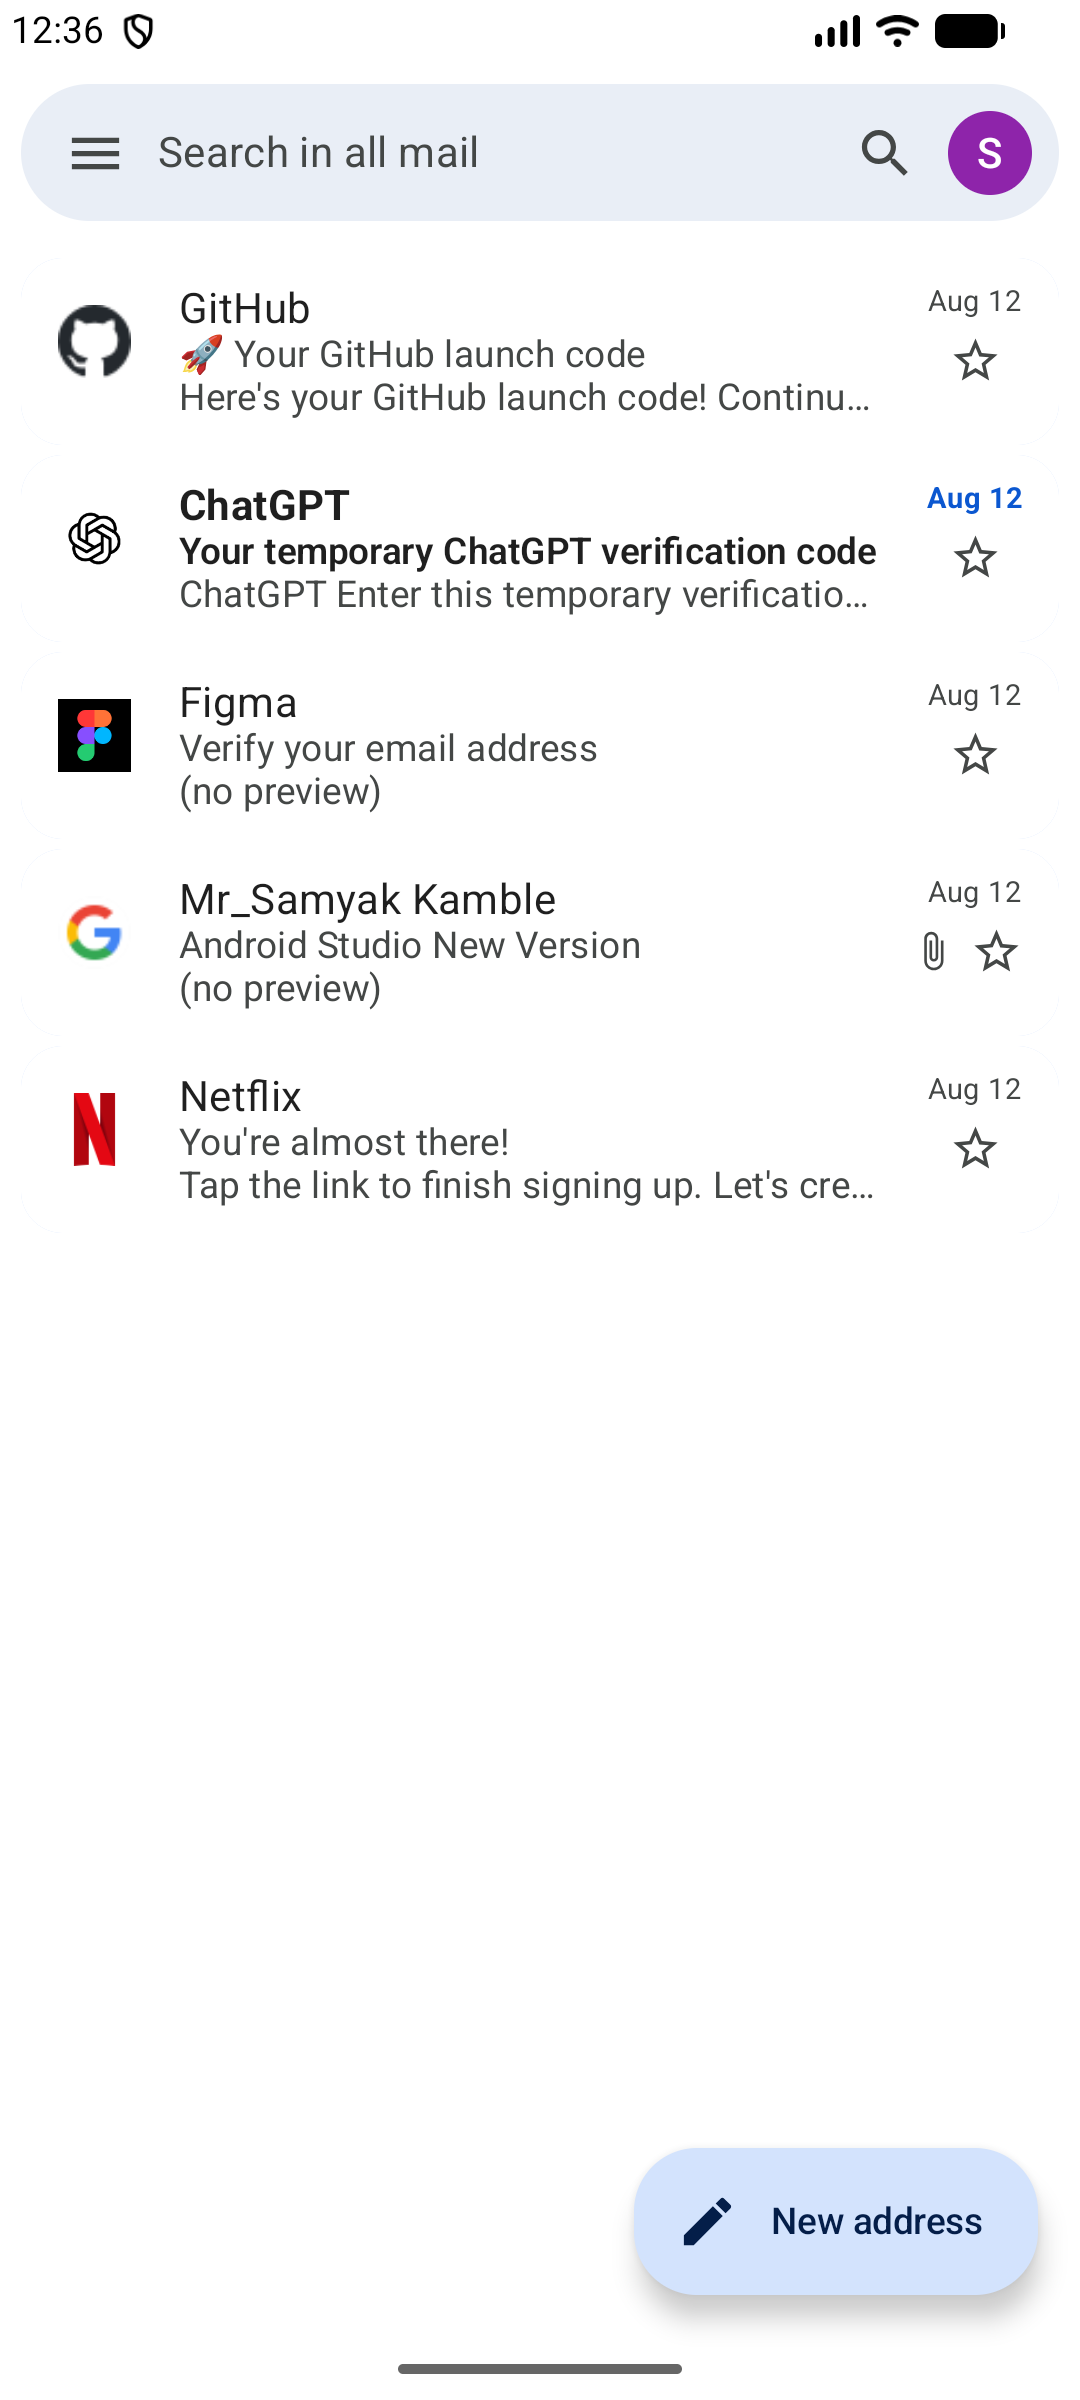 12:36
Search in all mail
S
GitHub
Aug 12
🚀 Your GitHub launch code
Here's your GitHub launch code! Continu…
ChatGPT
Aug 12
Your temporary ChatGPT verification code
ChatGPT Enter this temporary verificatio…
Figma
Aug 12
Verify your email address
(no preview)
Mr_Samyak Kamble
Aug 12
Android Studio New Version
(no preview)
Netflix
Aug 12
You're almost there!
Tap the link to finish signing up. Let's cre…
New address